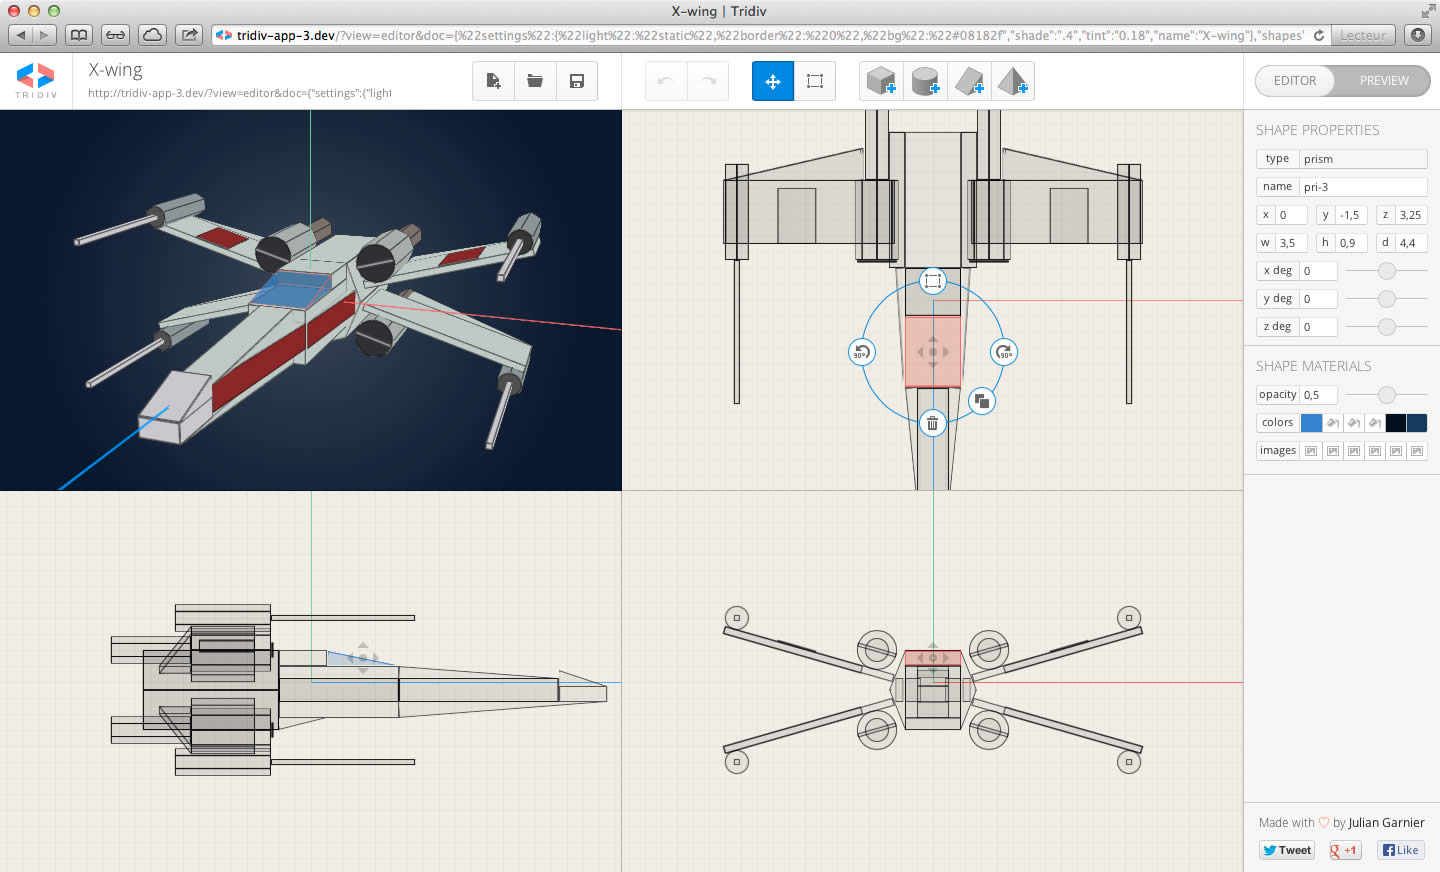 X-wing | Tridiv
tridiv-app-3.dev/?view=editor&doc={%22settings%22:{%22light%22:%22static%22,%22border%22:%220%22,%22bg%22:%22#08182f","shade":".4","tint":"0.18","name":"X-wing"},"shapes"
Lecteur
TRIDIV
X-wing
http://tridiv-app-3.dev/?view=editor&doc={"settings":{"light
EDITOR
PREVIEW
SHAPE PROPERTIES
type prism
name pri-3
x 0 y -1,5 z 3,25
w 3,5 h 0,9 d 4,4
x deg 0
y deg 0
z deg 0
SHAPE MATERIALS
opacity 0,5
colors
images
90°
90°
Made with ♡ by Julian Garnier
Tweet
g +1
f Like